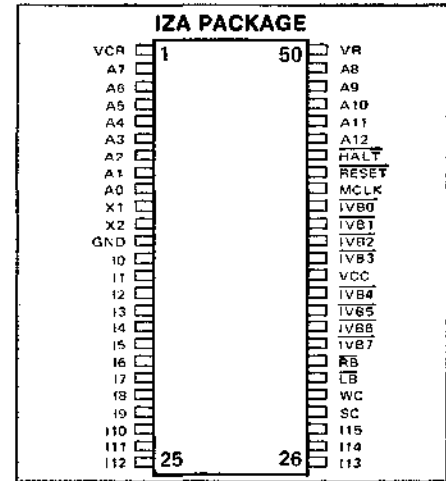 IZA PACKAGE
VCR 1 50 VR
A7 A8
A6 A9
A5 A10
A4 A11
A3 A12
A2 HALT
A1 RESET
A0 MCLK
X1 IVB0
X2 IVB1
GND IVB2
I0 IVB3
I1 VCC
I2 IVB4
I3 IVB5
I4 IVB6
I5 IVB7
I6 RB
I7 LB
I8 WC
I9 SC
I10 I15
I11 I14
I12 25 26 I13